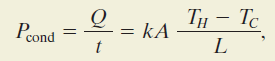 P_cond = Q/t = kA (T_H − T_C)/L,